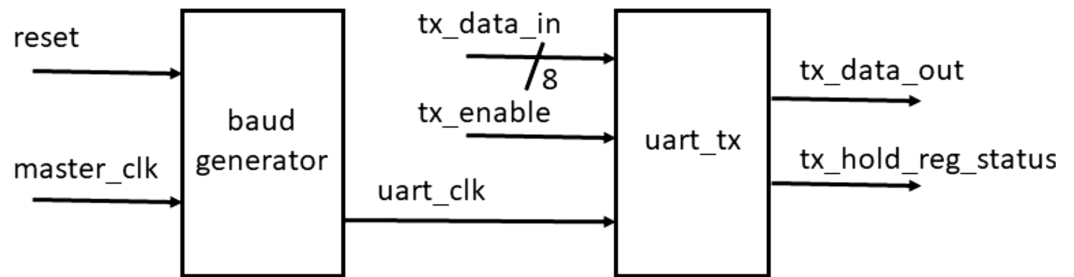 reset
master_clk
baud
generator
uart_clk
tx_data_in
8
tx_enable
uart_tx
tx_data_out
tx_hold_reg_status